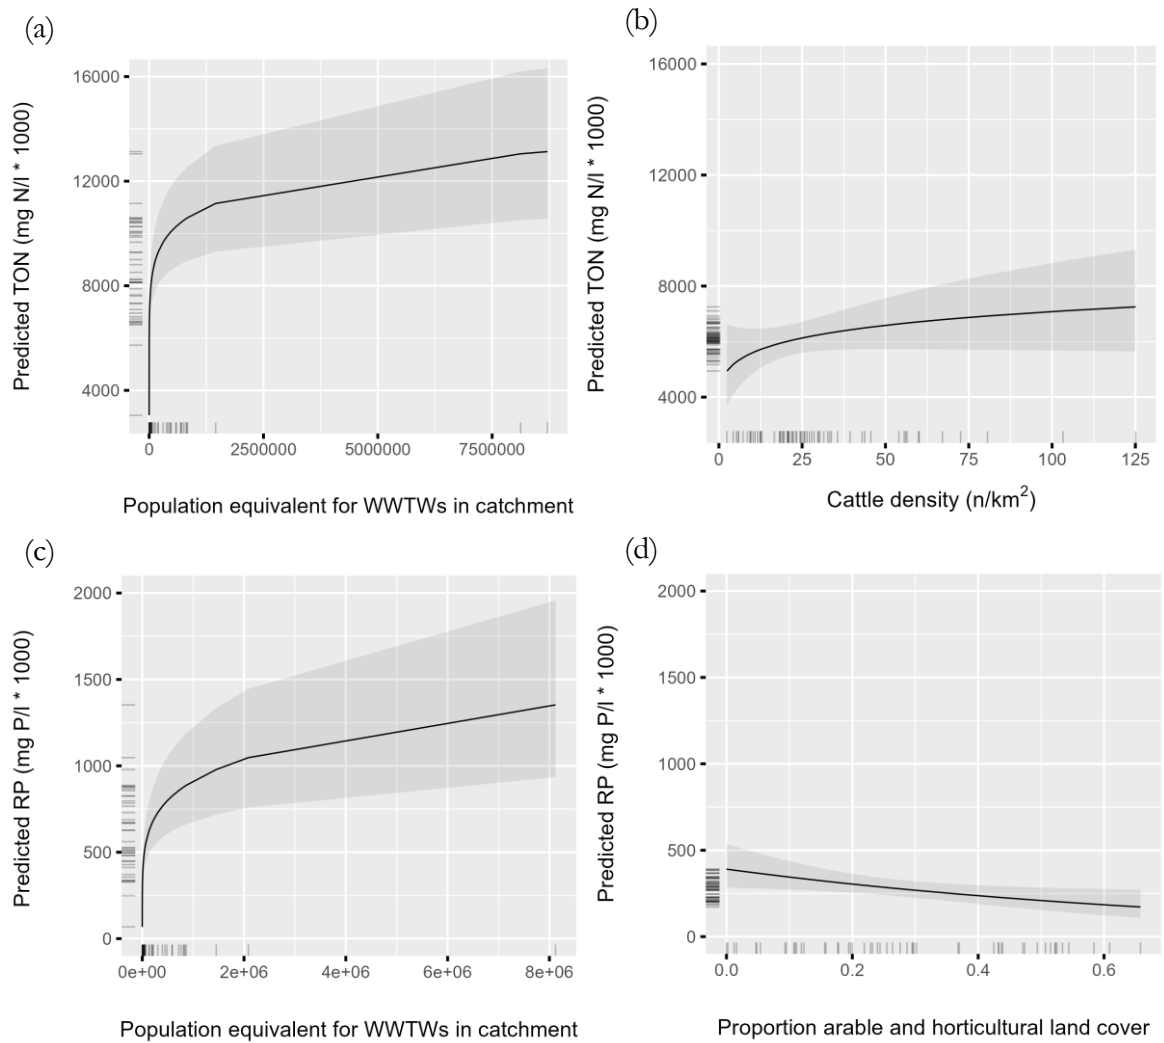 (a)
16000
12000
8000
4000
Predicted TON (mg N/l * 1000)
0 2500000 5000000 7500000
Population equivalent for WWTWs in catchment
(b)
16000
12000
8000
4000
Predicted TON (mg N/l * 1000)
0 25 50 75 100 125
Cattle density (n/km²)
(c)
2000
1500
1000
500
0
Predicted RP (mg P/l * 1000)
0e+00 2e+06 4e+06 6e+06 8e+06
Population equivalent for WWTWs in catchment
(d)
2000
1500
1000
500
0
Predicted RP (mg P/l * 1000)
0.0 0.2 0.4 0.6
Proportion arable and horticultural land cover